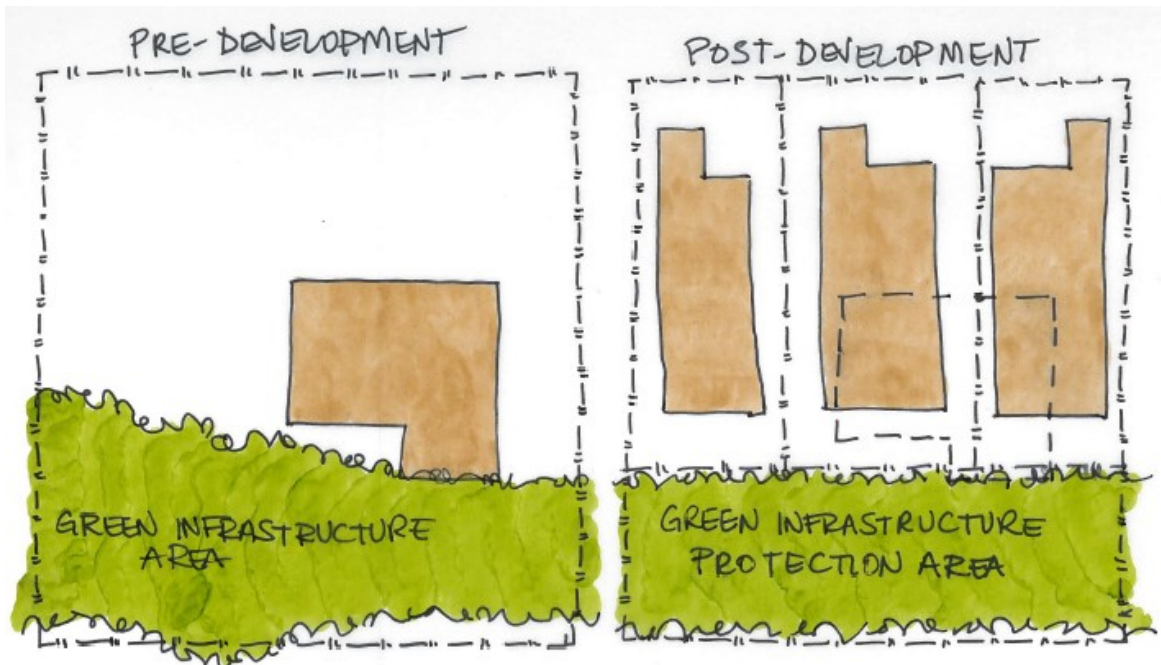 PRE-DEVELOPMENT
POST-DEVELOPMENT
GREEN INFRASTRUCTURE
AREA
GREEN INFRASTRUCTURE
PROTECTION AREA